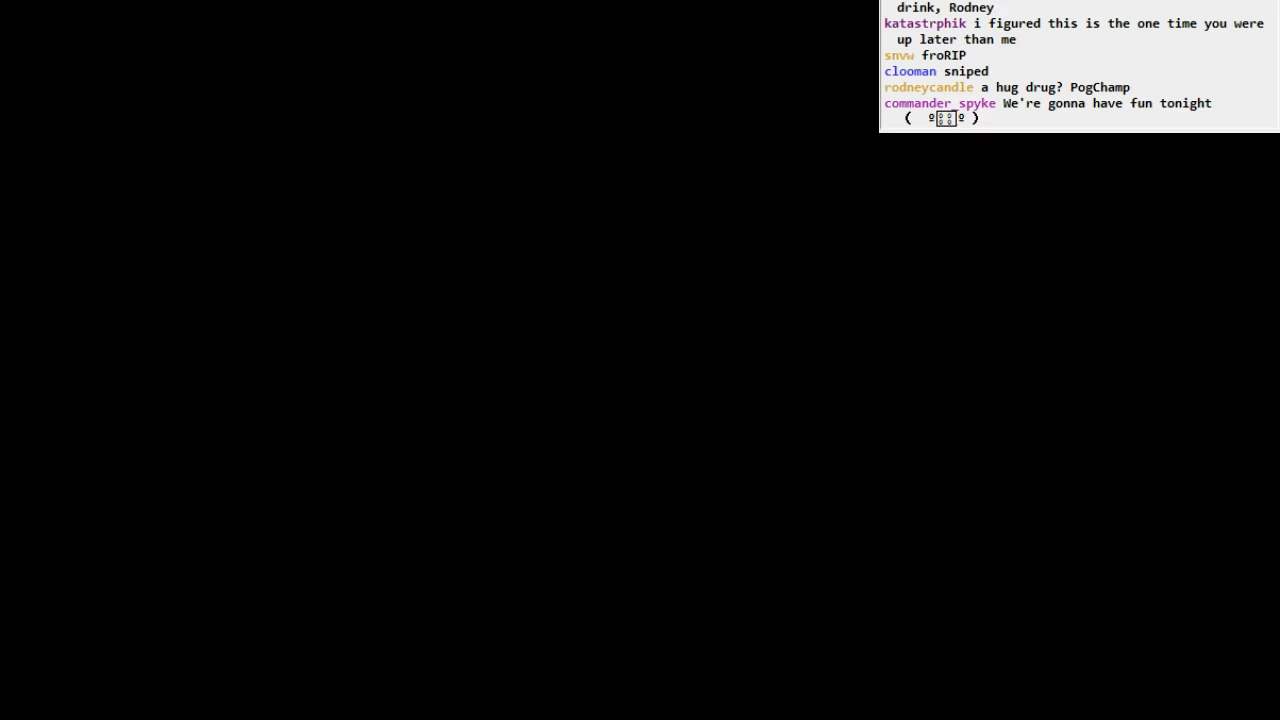 drink, Rodney
katastrphik i figured this is the one time you were
up later than me
snvw froRIP
clooman sniped
rodneycandle a hug drug? PogChamp
commander_spyke We're gonna have fun tonight
( º º )